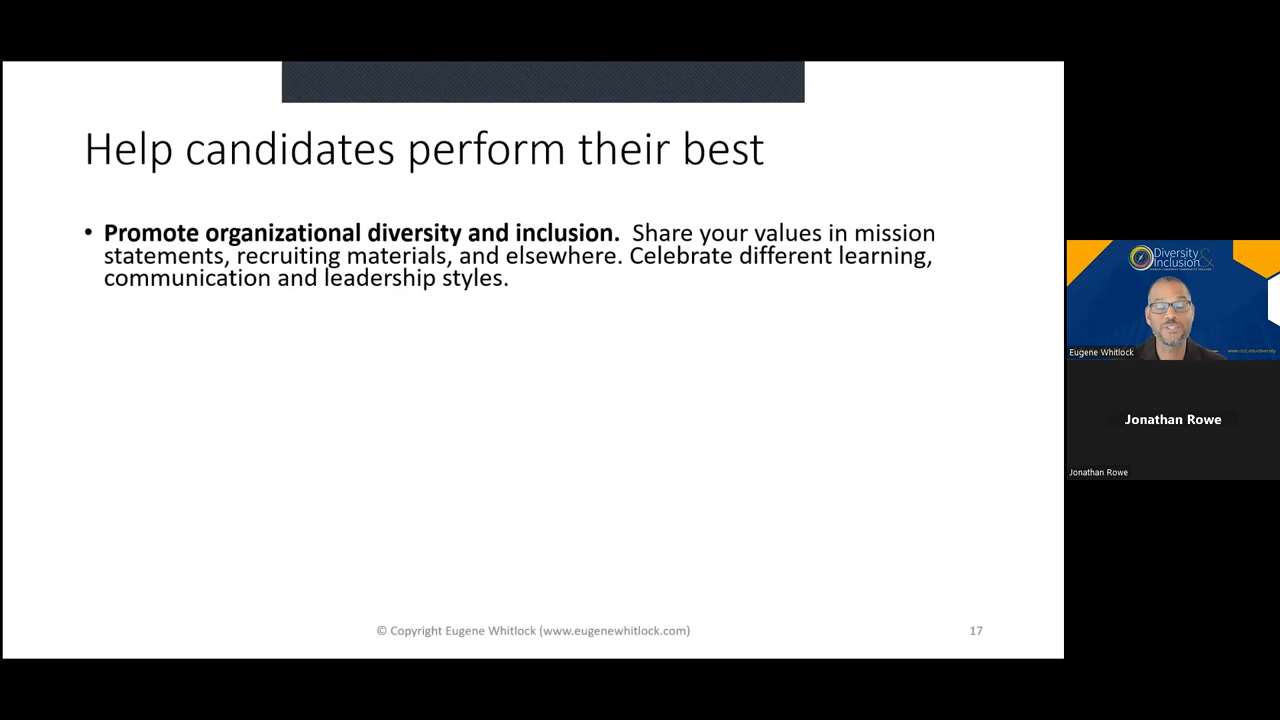 Help candidates perform their best
• Promote organizational diversity and inclusion. Share your values in mission
statements, recruiting materials, and elsewhere. Celebrate different learning,
communication and leadership styles.
© Copyright Eugene Whitlock (www.eugenewhitlock.com)
17
Diversity &
Inclusion
Eugene Whitlock
Jonathan Rowe
Jonathan Rowe